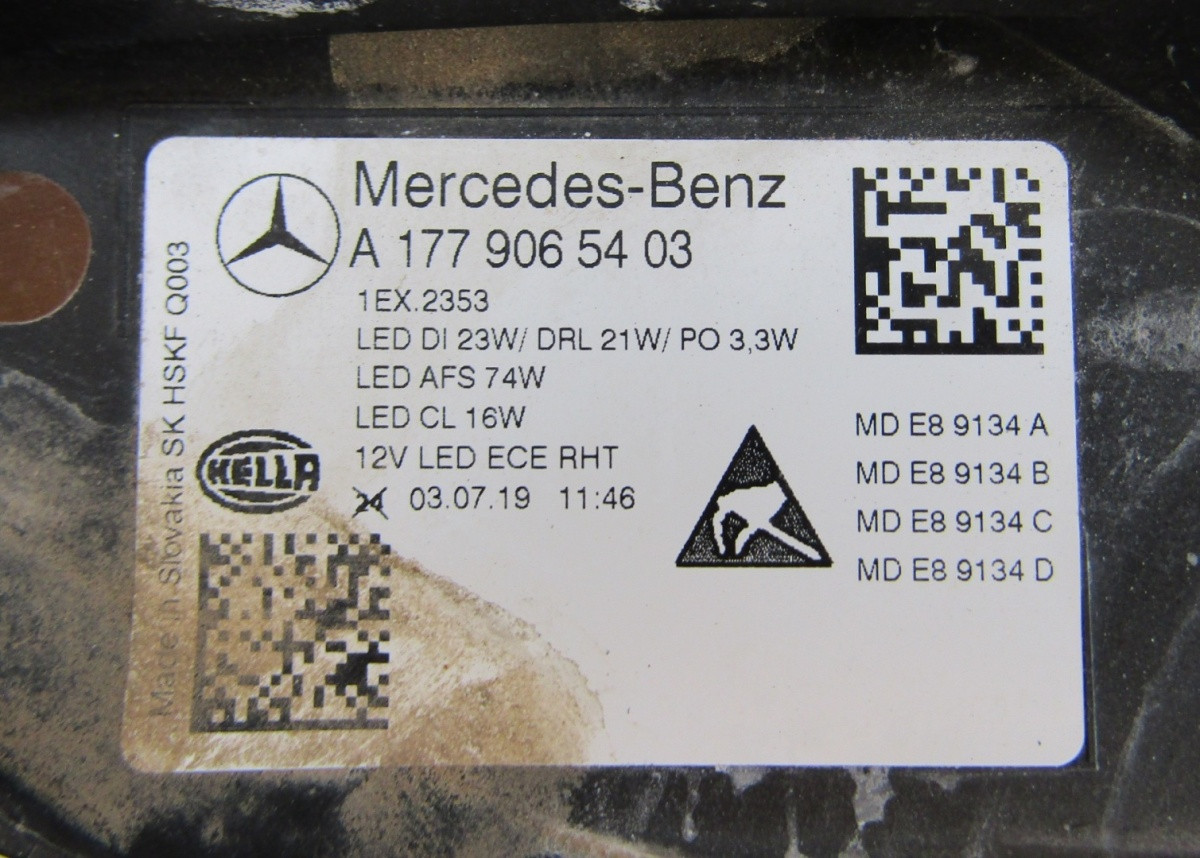 Mercedes-Benz
A 177 906 54 03
1EX.2353
LED DI 23W/ DRL 21W/ PO 3,3W
LED AFS 74W
LED CL 16W
12V LED ECE RHT
24 03.07.19 11:46
HELLA
Made in Slovakia SK HSKF Q003
MD E8 9134 A
MD E8 9134 B
MD E8 9134 C
MD E8 9134 D